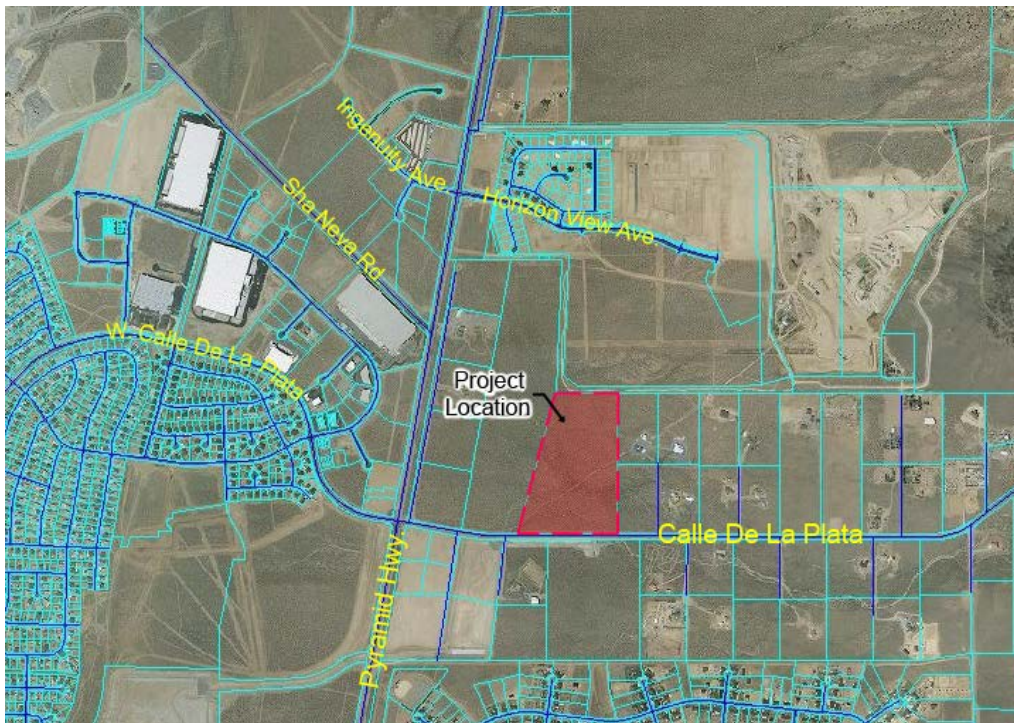 Ingenuity Ave
Horizon View Ave
Sha Neva Rd
W. Calle De La Plata
Project
Location
Calle De La Plata
Pyramid Hwy